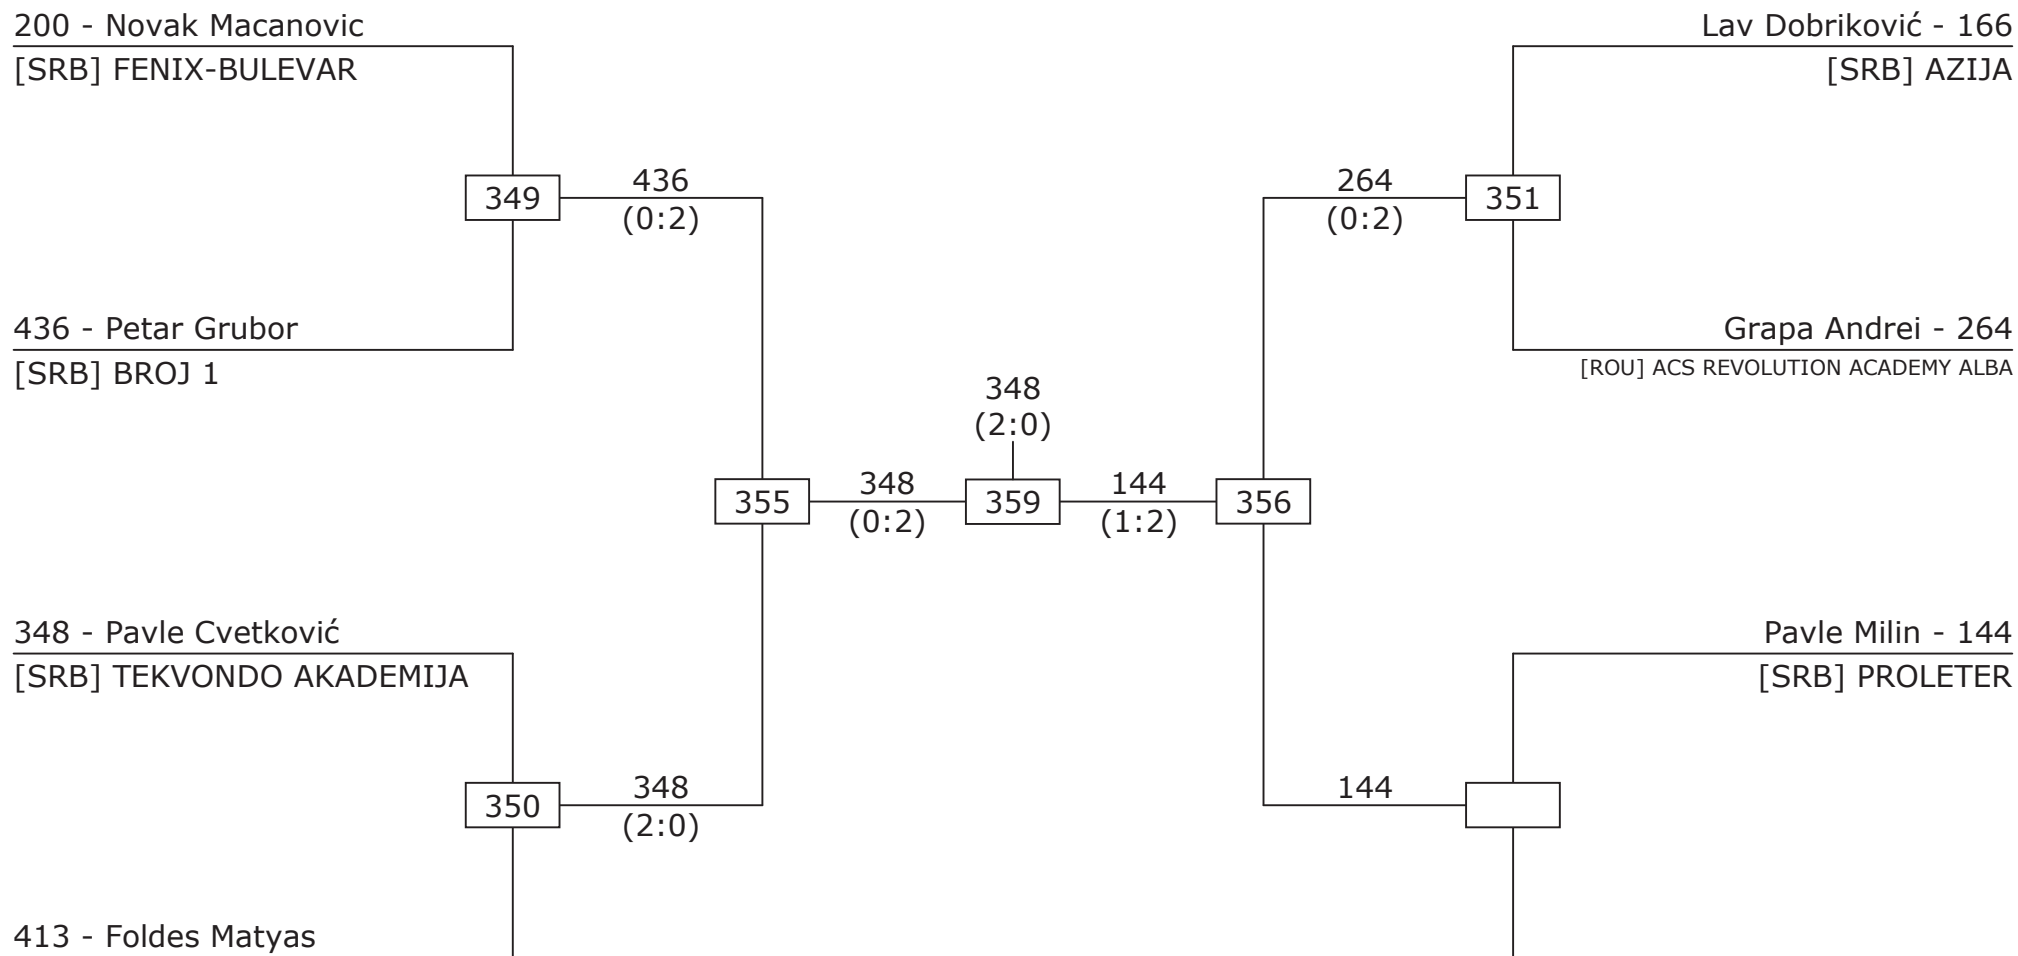 200 - Novak Macanovic
[SRB] FENIX-BULEVAR
Lav Dobriković - 166
[SRB] AZIJA
349
436
(0:2)
264
(0:2)
351
436 - Petar Grubor
[SRB] BROJ 1
Grapa Andrei - 264
[ROU] ACS REVOLUTION ACADEMY ALBA
348
(2:0)
355
348
(0:2)
359
144
(1:2)
356
348 - Pavle Cvetković
[SRB] TEKVONDO AKADEMIJA
Pavle Milin - 144
[SRB] PROLETER
350
348
(2:0)
144
413 - Foldes Matyas